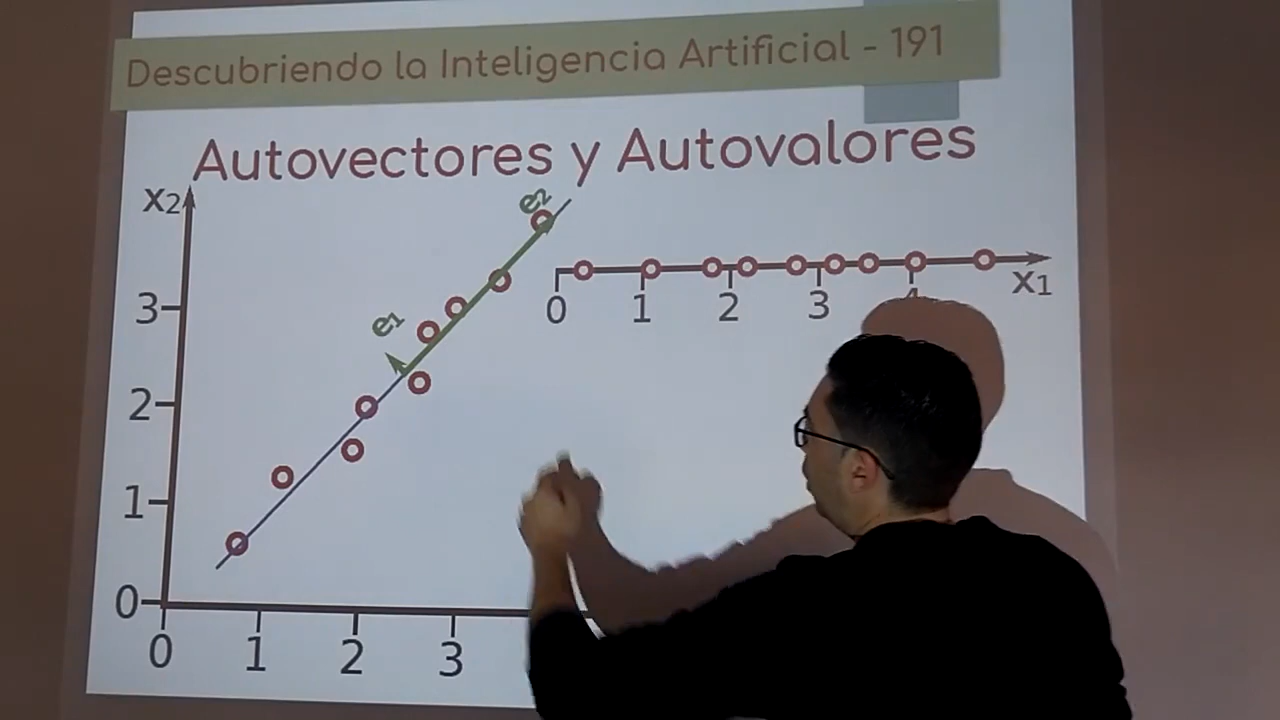 Descubriendo la Inteligencia Artificial - 191
Autovectores y Autovalores
x2
e2
e1
3
2
1
0
0 1 2 3
0 1 2 3
x1